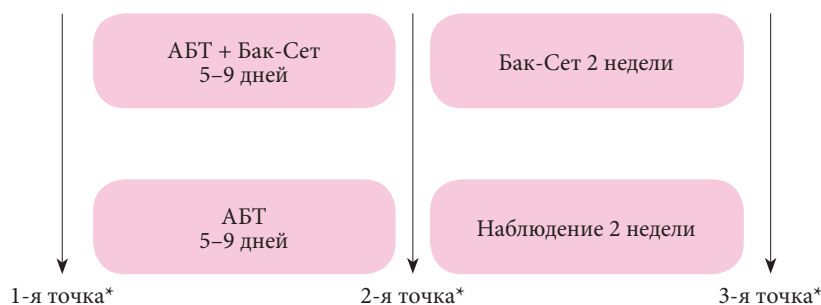 АБТ + Бак-Сет
5–9 дней
Бак-Сет 2 недели
АБТ
5–9 дней
Наблюдение 2 недели
1-я точка*
2-я точка*
3-я точка*